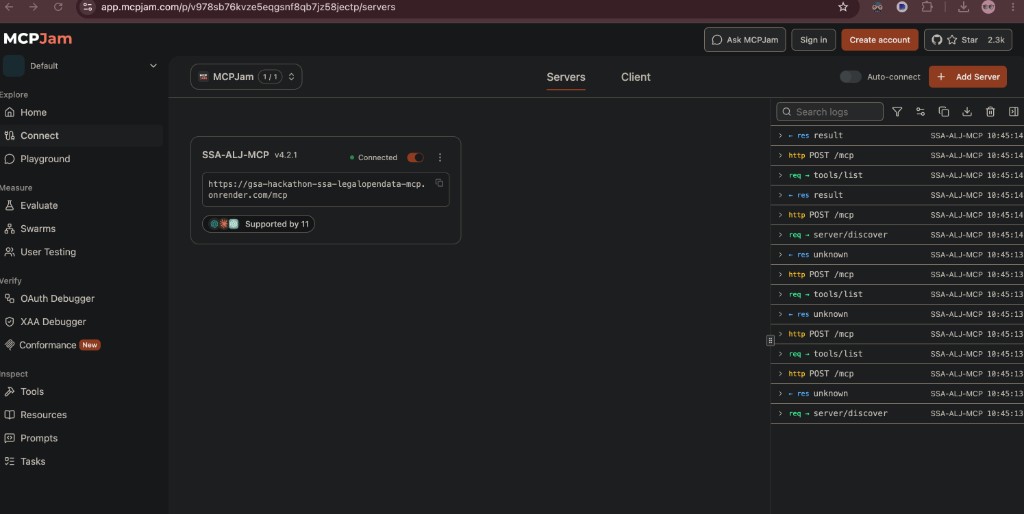 app.mcpjam.com/p/v978sb76kvze5eqgsnf8qb7jz58jectp/servers
MCPJam
Ask MCPJam
Sign in
Create account
Star 2.3k
Default
MCPJam 1/1
Servers
Client
Auto-connect
+ Add Server
Explore
Home
Connect
Playground
Measure
Evaluate
Swarms
User Testing
Verify
OAuth Debugger
XAA Debugger
Conformance New
Inspect
Tools
Resources
Prompts
Tasks
SSA-ALJ-MCP v4.2.1
Connected
https://gsa-hackathon-ssa-legalopendata-mcp.
onrender.com/mcp
Supported by 11
Search logs
← res result SSA-ALJ-MCP 10:45:14
http POST /mcp SSA-ALJ-MCP 10:45:14
req → tools/list SSA-ALJ-MCP 10:45:14
← res result SSA-ALJ-MCP 10:45:14
http POST /mcp SSA-ALJ-MCP 10:45:14
req → server/discover SSA-ALJ-MCP 10:45:14
← res unknown SSA-ALJ-MCP 10:45:13
http POST /mcp SSA-ALJ-MCP 10:45:13
req → tools/list SSA-ALJ-MCP 10:45:13
← res unknown SSA-ALJ-MCP 10:45:13
http POST /mcp SSA-ALJ-MCP 10:45:13
req → tools/list SSA-ALJ-MCP 10:45:13
http POST /mcp SSA-ALJ-MCP 10:45:13
← res unknown SSA-ALJ-MCP 10:45:13
req → server/discover SSA-ALJ-MCP 10:45:13